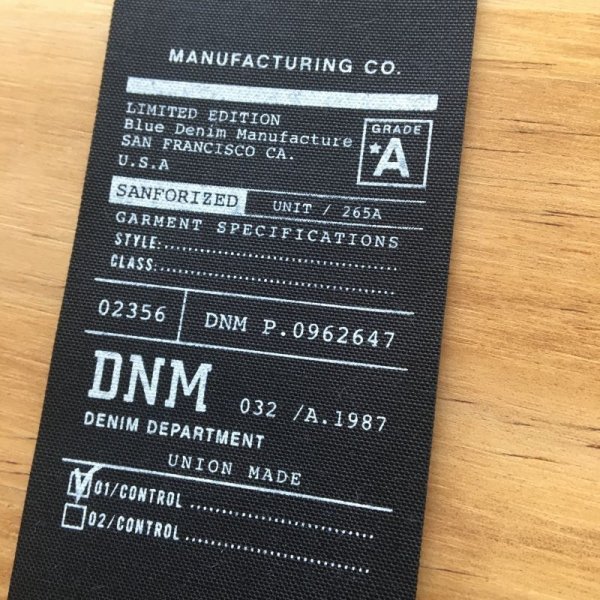 MANUFACTURING CO.
LIMITED EDITION
Blue Denim Manufacture
SAN FRANCISCO CA.
U.S.A
GRADE
★A
SANFORIZED UNIT / 265A
GARMENT SPECIFICATIONS
STYLE:
CLASS:
02356 DNM P.0962647
DNM 032 /A.1987
DENIM DEPARTMENT
UNION MADE
01/CONTROL
02/CONTROL